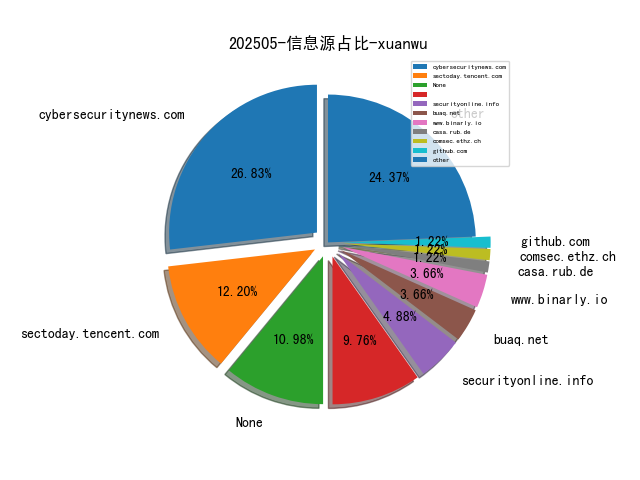 202505-信息源占比-xuanwu
cybersecuritynews.com
sectoday.tencent.com
None
securityonline.info
buaq.net
www.binarly.io
casa.rub.de
comsec.ethz.ch
github.com
other
other
cybersecuritynews.com
26.83%
24.37%
1.22%
github.com
1.22%
comsec.ethz.ch
1.22%
casa.rub.de
3.66%
www.binarly.io
12.20%
3.66%
4.88%
sectoday.tencent.com
10.98%
9.76%
buaq.net
securityonline.info
None